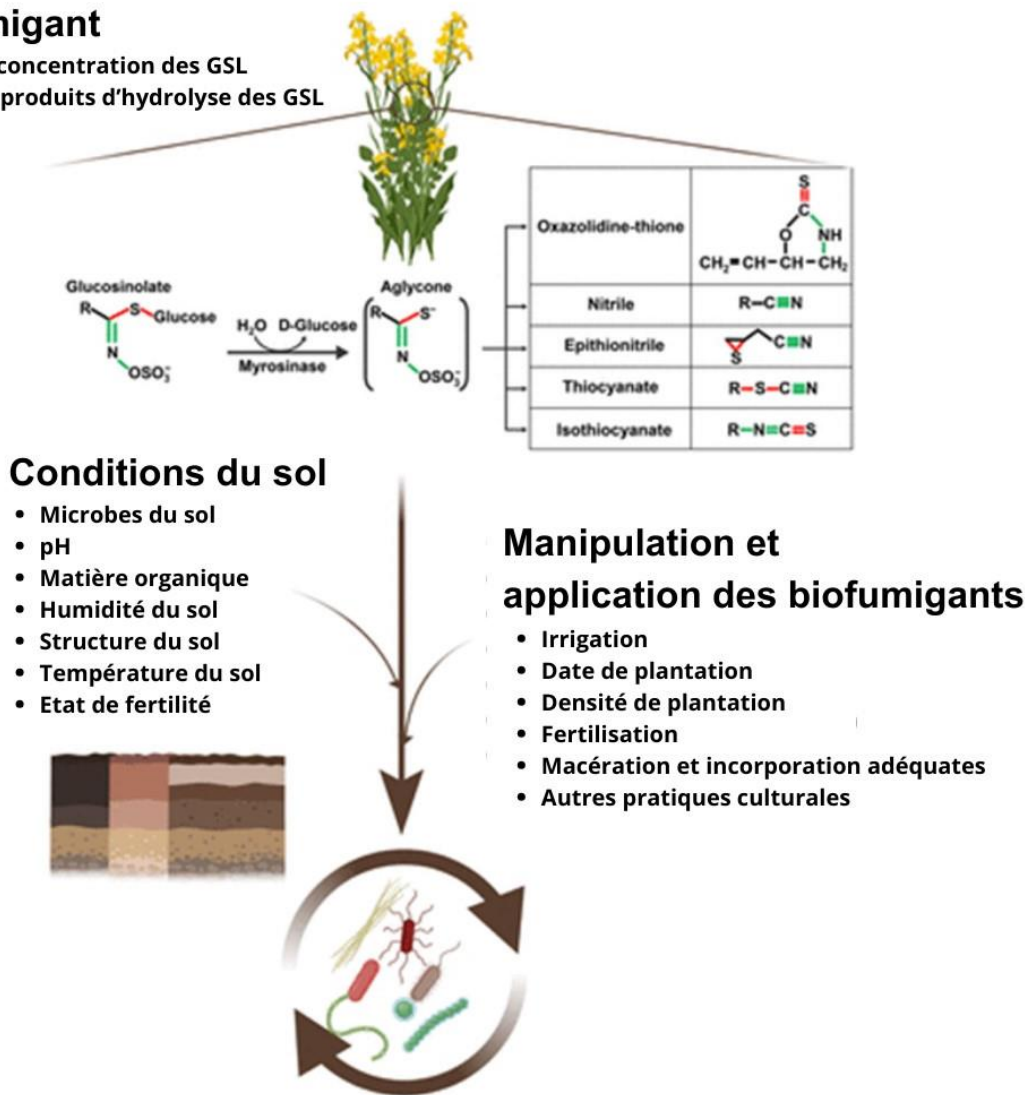 migant
concentration des GSL
produits d'hydrolyse des GSL
Oxazolidine-thione
S
C
O NH
CH₂=CH-CH-CH₂
Glucosinolate
R S Glucose
N
OSO₃⁻
H₂O D-Glucose
Myrosinase
Aglycone
R S⁻
N
OSO₃⁻
Nitrile
R-C≡N
Epithionitrile
S C≡N
Thiocyanate
R-S-C≡N
Isothiocyanate
R-N=C=S
Conditions du sol
• Microbes du sol
• pH
• Matière organique
• Humidité du sol
• Structure du sol
• Température du sol
• Etat de fertilité
Manipulation et
application des biofumigants
• Irrigation
• Date de plantation
• Densité de plantation
• Fertilisation
• Macération et incorporation adéquates
• Autres pratiques culturales